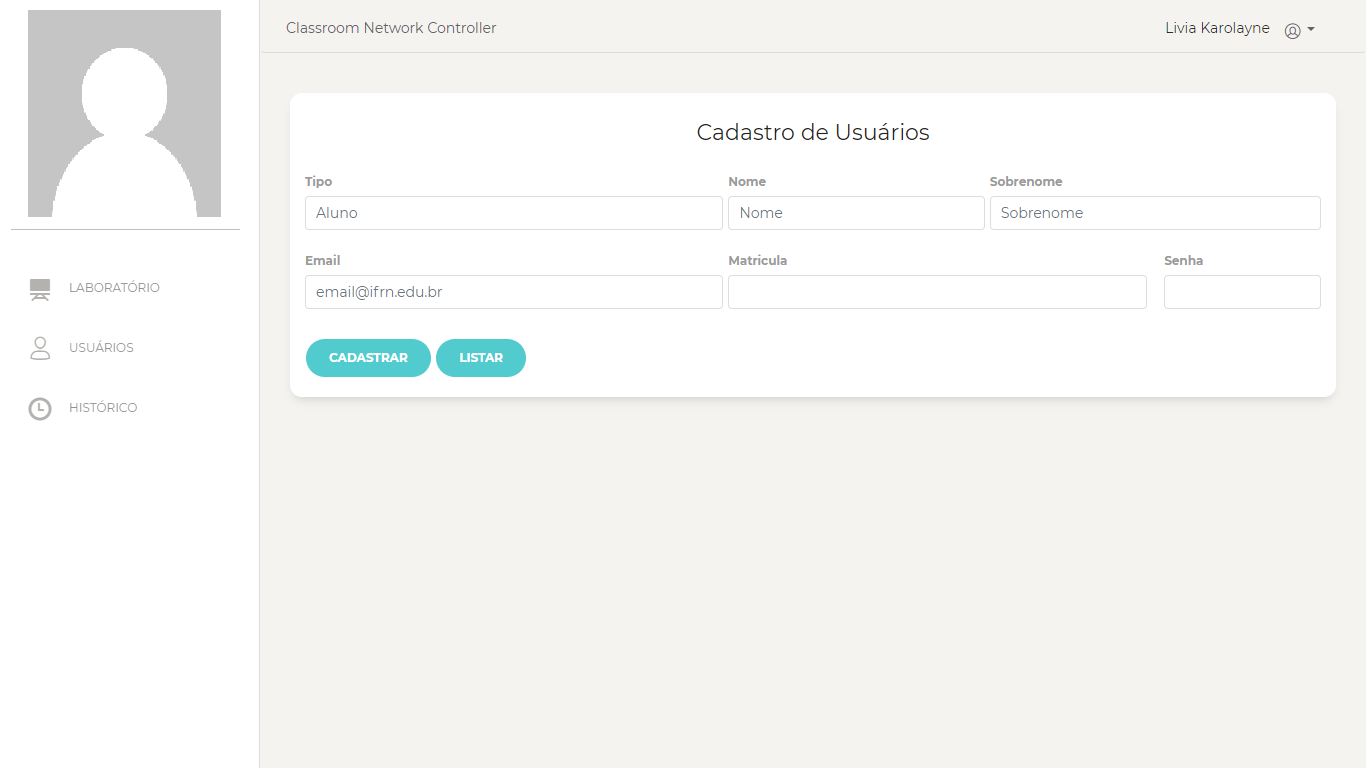 Classroom Network Controller
Livia Karolayne
LABORATÓRIO
USUÁRIOS
HISTÓRICO
Cadastro de Usuários
Tipo Nome Sobrenome
Aluno Nome Sobrenome
Email Matricula Senha
email@ifrn.edu.br
CADASTRAR LISTAR